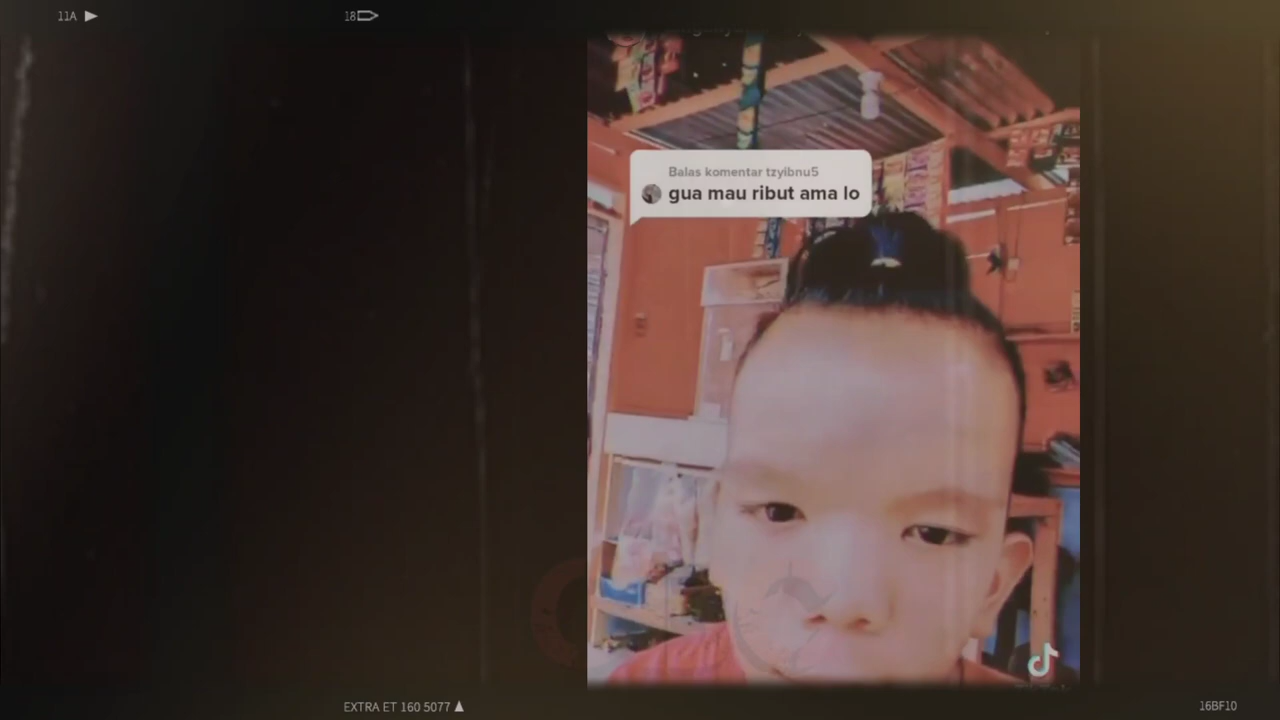 11A
18
Balas komentar tzyibnu5
gua mau ribut ama lo
EXTRA ET 160 5077
16BF10